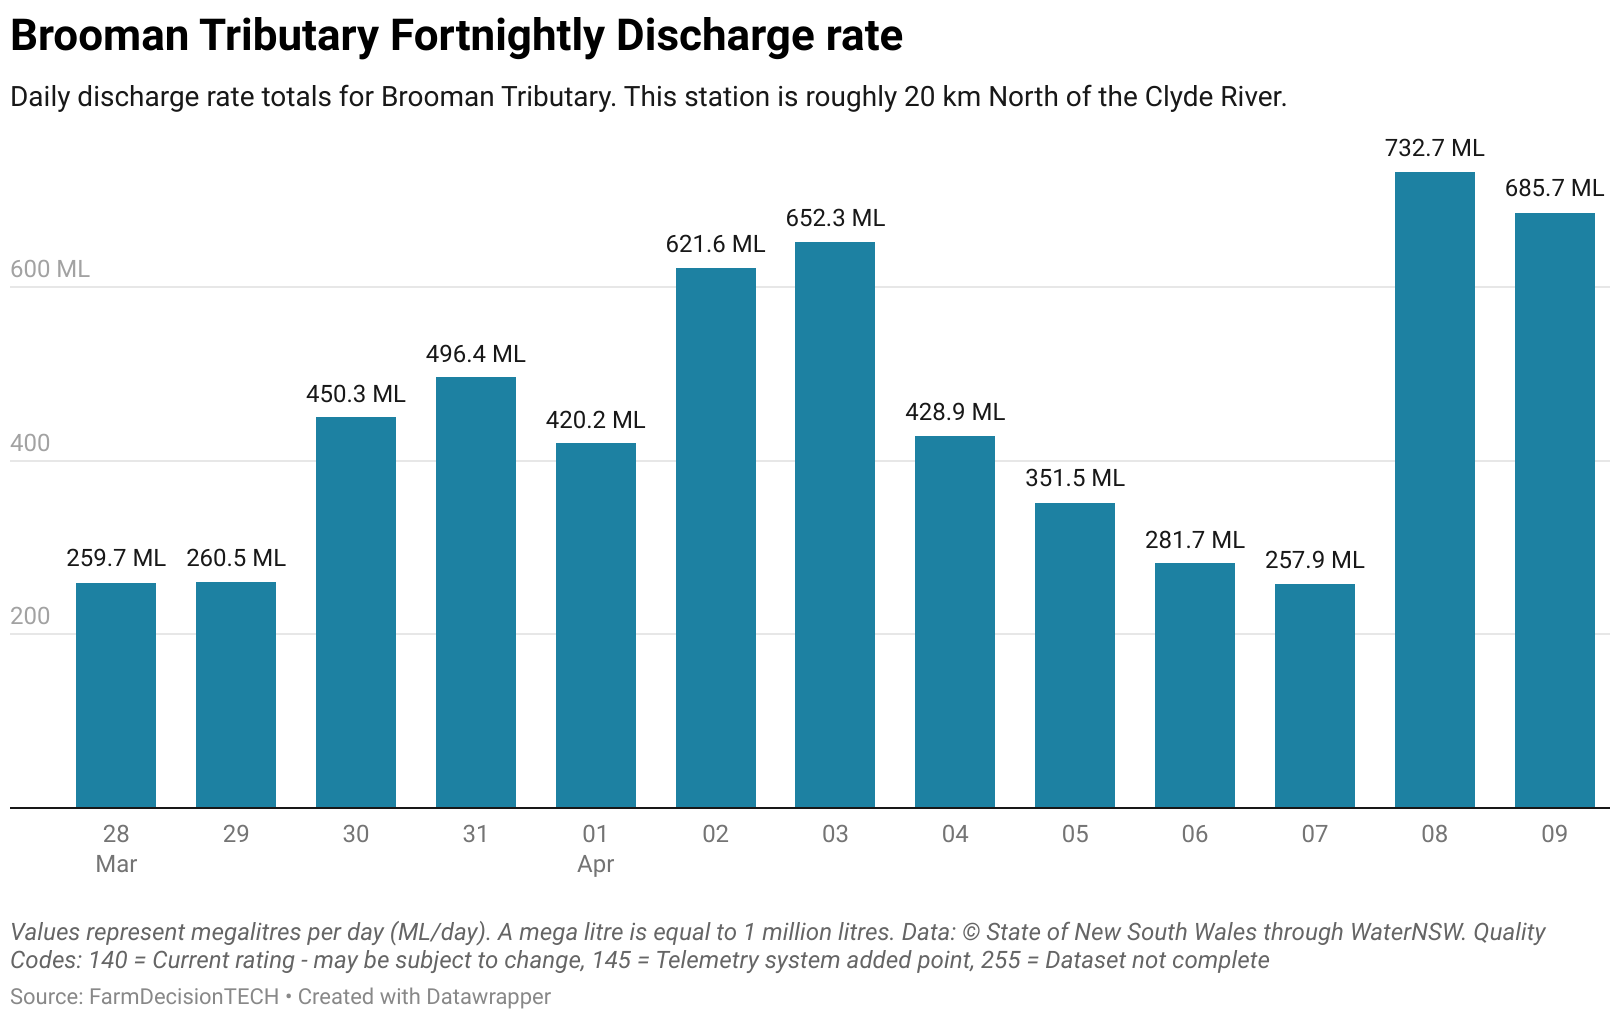 Brooman Tributary Fortnightly Discharge rate
Daily discharge rate totals for Brooman Tributary. This station is roughly 20 km North of the Clyde River.
732.7 ML
685.7 ML
652.3 ML
621.6 ML
600 ML
496.4 ML
450.3 ML
428.9 ML
420.2 ML
400
351.5 ML
281.7 ML
259.7 ML 260.5 ML 257.9 ML
200
28 29 30 31 01 02 03 04 05 06 07 08 09
Mar Apr
Values represent megalitres per day (ML/day). A mega litre is equal to 1 million litres. Data: © State of New South Wales through WaterNSW. Quality
Codes: 140 = Current rating - may be subject to change, 145 = Telemetry system added point, 255 = Dataset not complete
Source: FarmDecisionTECH • Created with Datawrapper